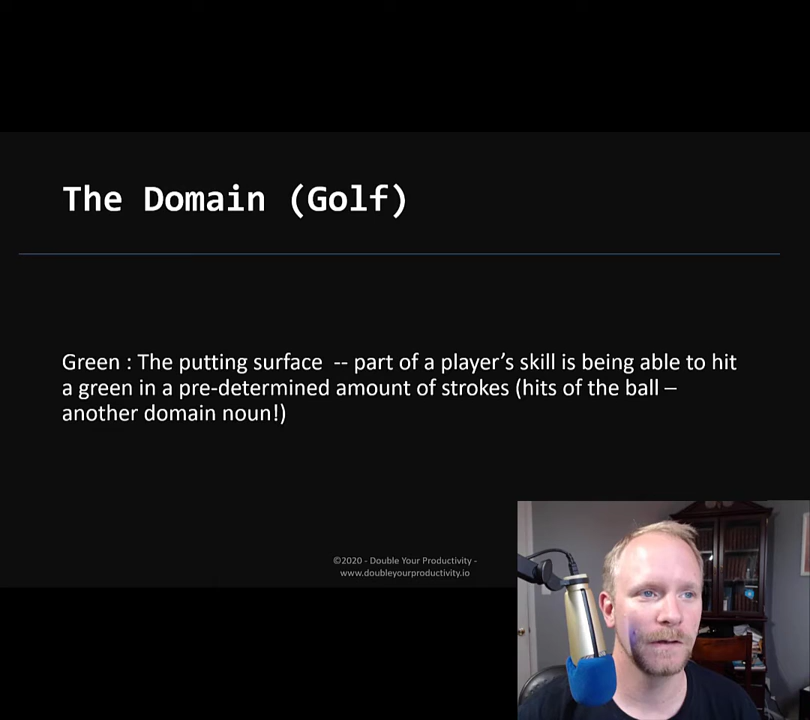 The Domain (Golf)
Green : The putting surface  -- part of a player’s skill is being able to hit
a green in a pre-determined amount of strokes (hits of the ball –
another domain noun!)
©2020 - Double Your Productivity -
www.doubleyourproductivity.io